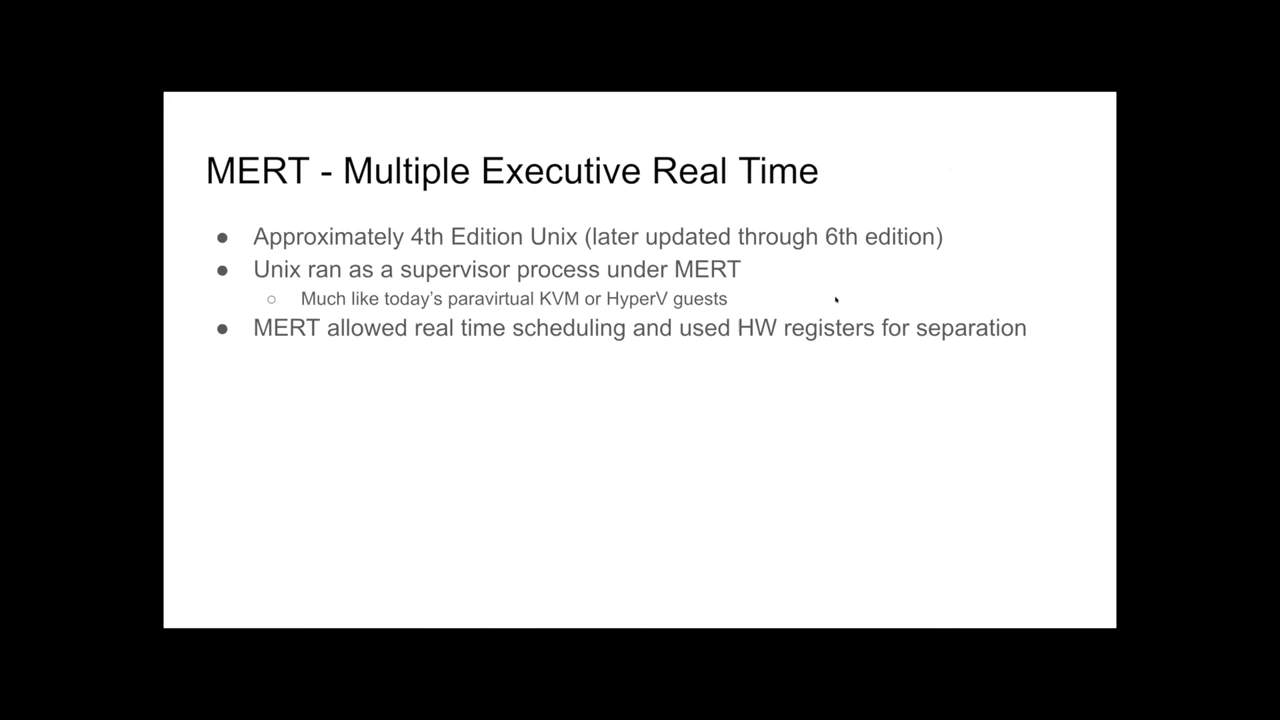 MERT - Multiple Executive Real Time
● Approximately 4th Edition Unix (later updated through 6th edition)
● Unix ran as a supervisor process under MERT
○ Much like today's paravirtual KVM or HyperV guests
● MERT allowed real time scheduling and used HW registers for separation